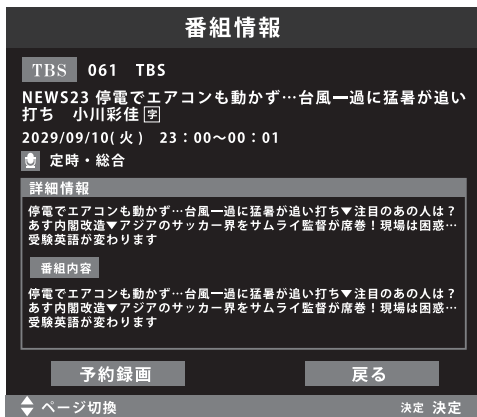 番組情報
TBS 061 TBS
NEWS23 停電でエアコンも動かず…台風一過に猛暑が追い
打ち 小川彩佳字
2029/09/10(火) 23：00～00：01
定時・総合
詳細情報
停電でエアコンも動かず…台風一過に猛暑が追い打ち▼注目のあの人は？
あす内閣改造▼アジアのサッカー界をサムライ監督が席巻！現場は困惑…
受験英語が変わります
番組内容
停電でエアコンも動かず…台風一過に猛暑が追い打ち▼注目のあの人は？
あす内閣改造▼アジアのサッカー界をサムライ監督が席巻！現場は困惑…
受験英語が変わります
予約録画 戻る
ページ切換 決定 決定